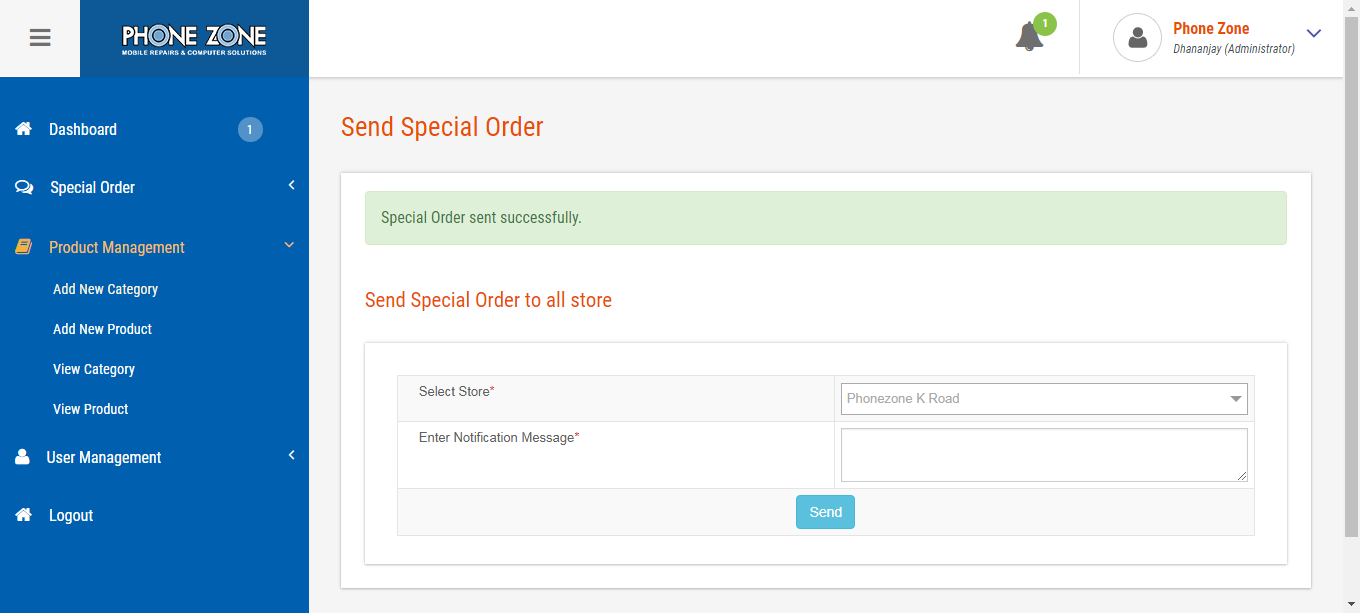 PHONE ZONE
MOBILE REPAIRS & COMPUTER SOLUTIONS
1
Phone Zone
Dhananjay (Administrator)
Dashboard 1
Special Order
Product Management
Add New Category
Add New Product
View Category
View Product
User Management
Logout
Send Special Order
Special Order sent successfully.
Send Special Order to all store
Select Store*
Phonezone K Road
Enter Notification Message*
Send